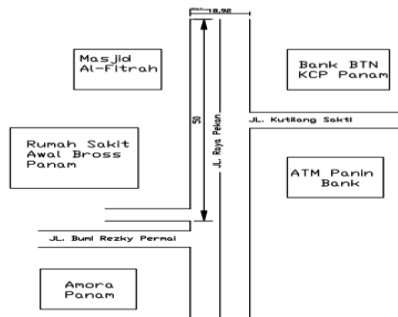 18,92
Masjid
Al-Fitrah
Bank BTN
KCP Panam
50
JL. Raya Pekan
JL. Kutilang Sakti
Rumah Sakit
Awal Bross
Panam
ATM Panin
Bank
JL. Bumi Rezky Permai
Amora
Panam